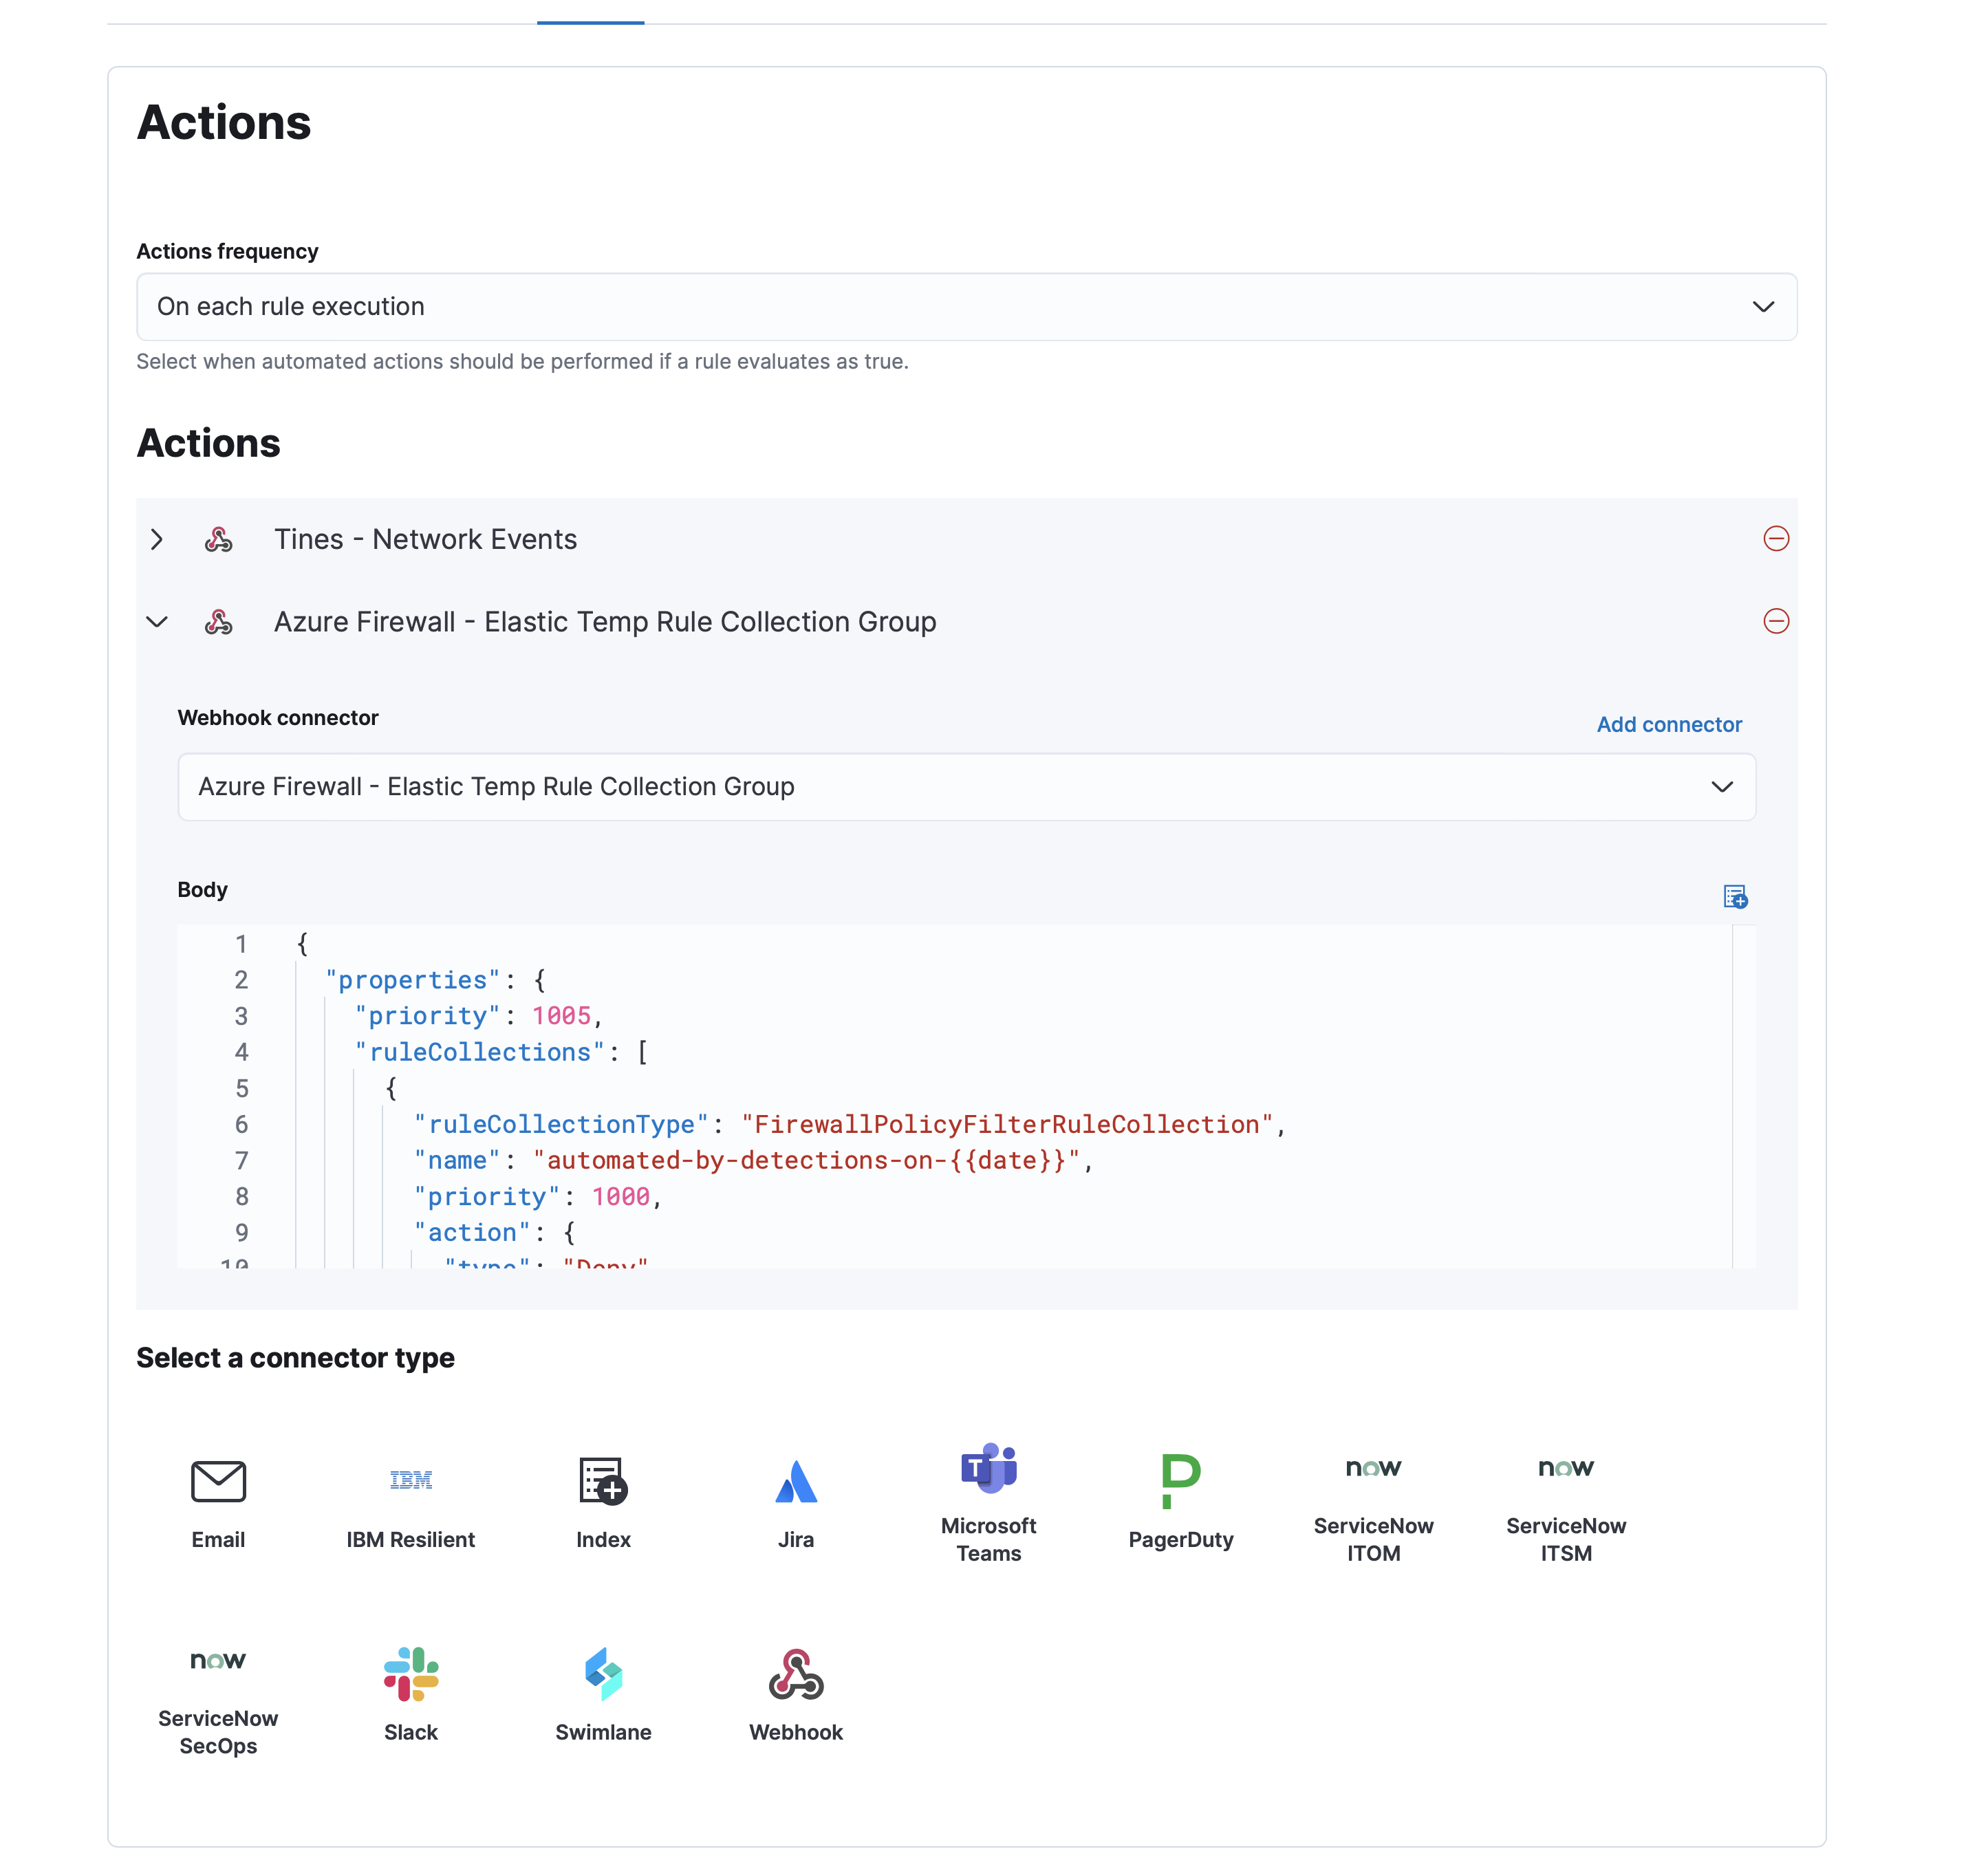 Actions
Actions frequency
On each rule execution
Select when automated actions should be performed if a rule evaluates as true.
Actions
Tines - Network Events
Azure Firewall - Elastic Temp Rule Collection Group
Webhook connector
Add connector
Azure Firewall - Elastic Temp Rule Collection Group
Body
1 {
2 "properties": {
3 "priority": 1005,
4 "ruleCollections": [
5 {
6 "ruleCollectionType": "FirewallPolicyFilterRuleCollection",
7 "name": "automated-by-detections-on-{{date}}",
8 "priority": 1000,
9 "action": {
10 "type": "Deny"
Select a connector type
IBM
T
P
now
now
Email
IBM Resilient
Index
Jira
Microsoft
Teams
PagerDuty
ServiceNow
ITOM
ServiceNow
ITSM
now
ServiceNow
SecOps
Slack
Swimlane
Webhook